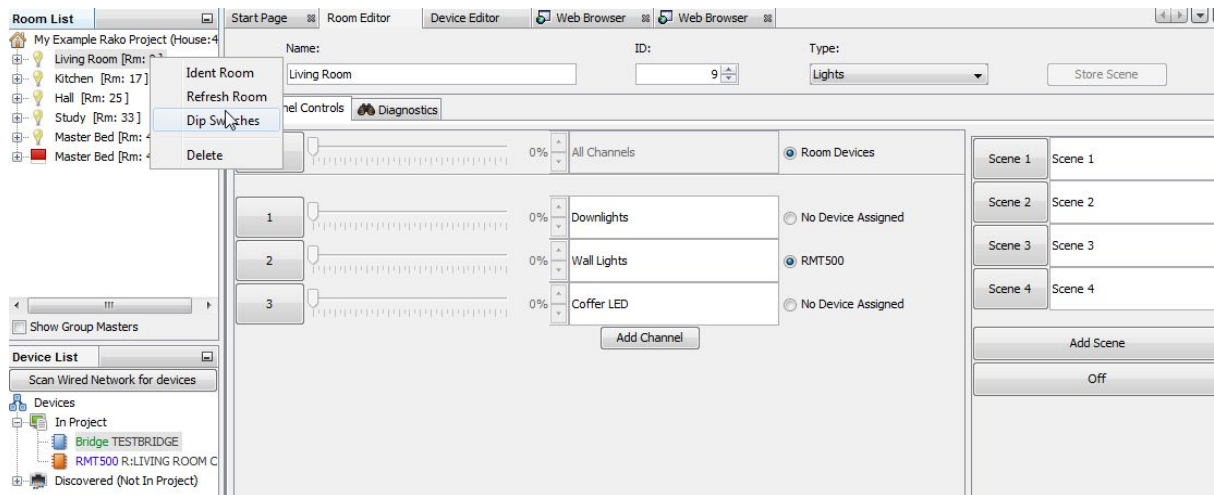 Room List
Start Page
Room Editor
Device Editor
Web Browser
Web Browser
My Example Rako Project (House:4
Living Room [Rm:
Kitchen [Rm: 17]
Hall [Rm: 25]
Study [Rm: 33]
Master Bed [Rm: 4
Master Bed [Rm: 4
Ident Room
Refresh Room
Dip Switches
Delete
Show Group Masters
Device List
Scan Wired Network for devices
Devices
In Project
Bridge TESTBRIDGE
RMT500 R:LIVING ROOM C
Discovered (Not In Project)
Name:
ID:
Type:
Living Room
9
Lights
Store Scene
nel Controls
Diagnostics
0%
All Channels
Room Devices
1
0%
Downlights
No Device Assigned
2
0%
Wall Lights
RMT500
3
0%
Coffer LED
No Device Assigned
Add Channel
Scene 1
Scene 1
Scene 2
Scene 2
Scene 3
Scene 3
Scene 4
Scene 4
Add Scene
Off